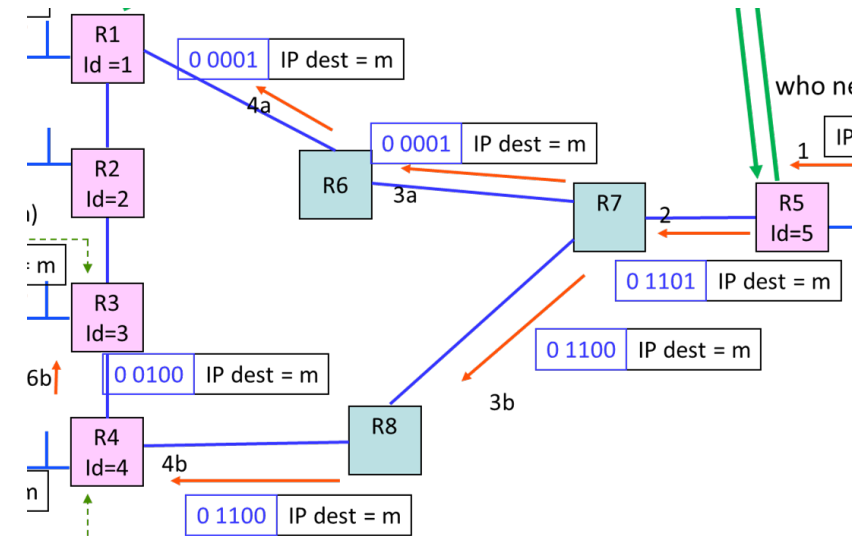 R1
Id =1
0 0001 IP dest = m
4a
who ne
0 0001 IP dest = m
IP
1
R2
Id=2
R6
3a
R7
2
R5
Id=5
)
= m
0 1101 IP dest = m
R3
Id=3
0 1100 IP dest = m
6b
0 0100 IP dest = m
3b
R8
R4
Id=4
4b
m
0 1100 IP dest = m